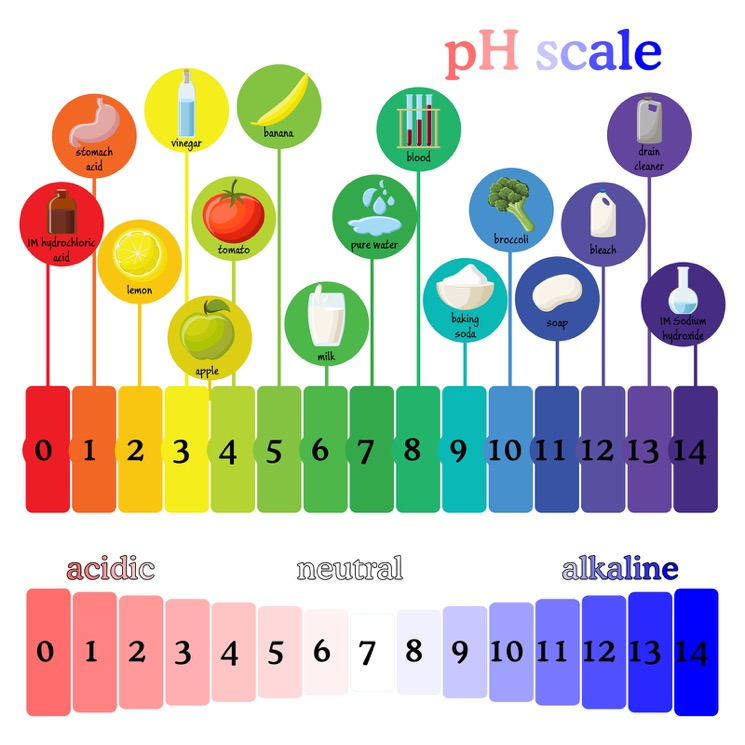 pH scale
stomach
acid
vinegar
banana
blood
drain
cleaner
1M hydrochloric
acid
lemon
tomato
pure water
broccoli
bleach
apple
milk
baking
soda
soap
1M Sodium
hydroxide
0 1 2 3 4 5 6 7 8 9 10 11 12 13 14
acidic neutral alkaline
0 1 2 3 4 5 6 7 8 9 10 11 12 13 14